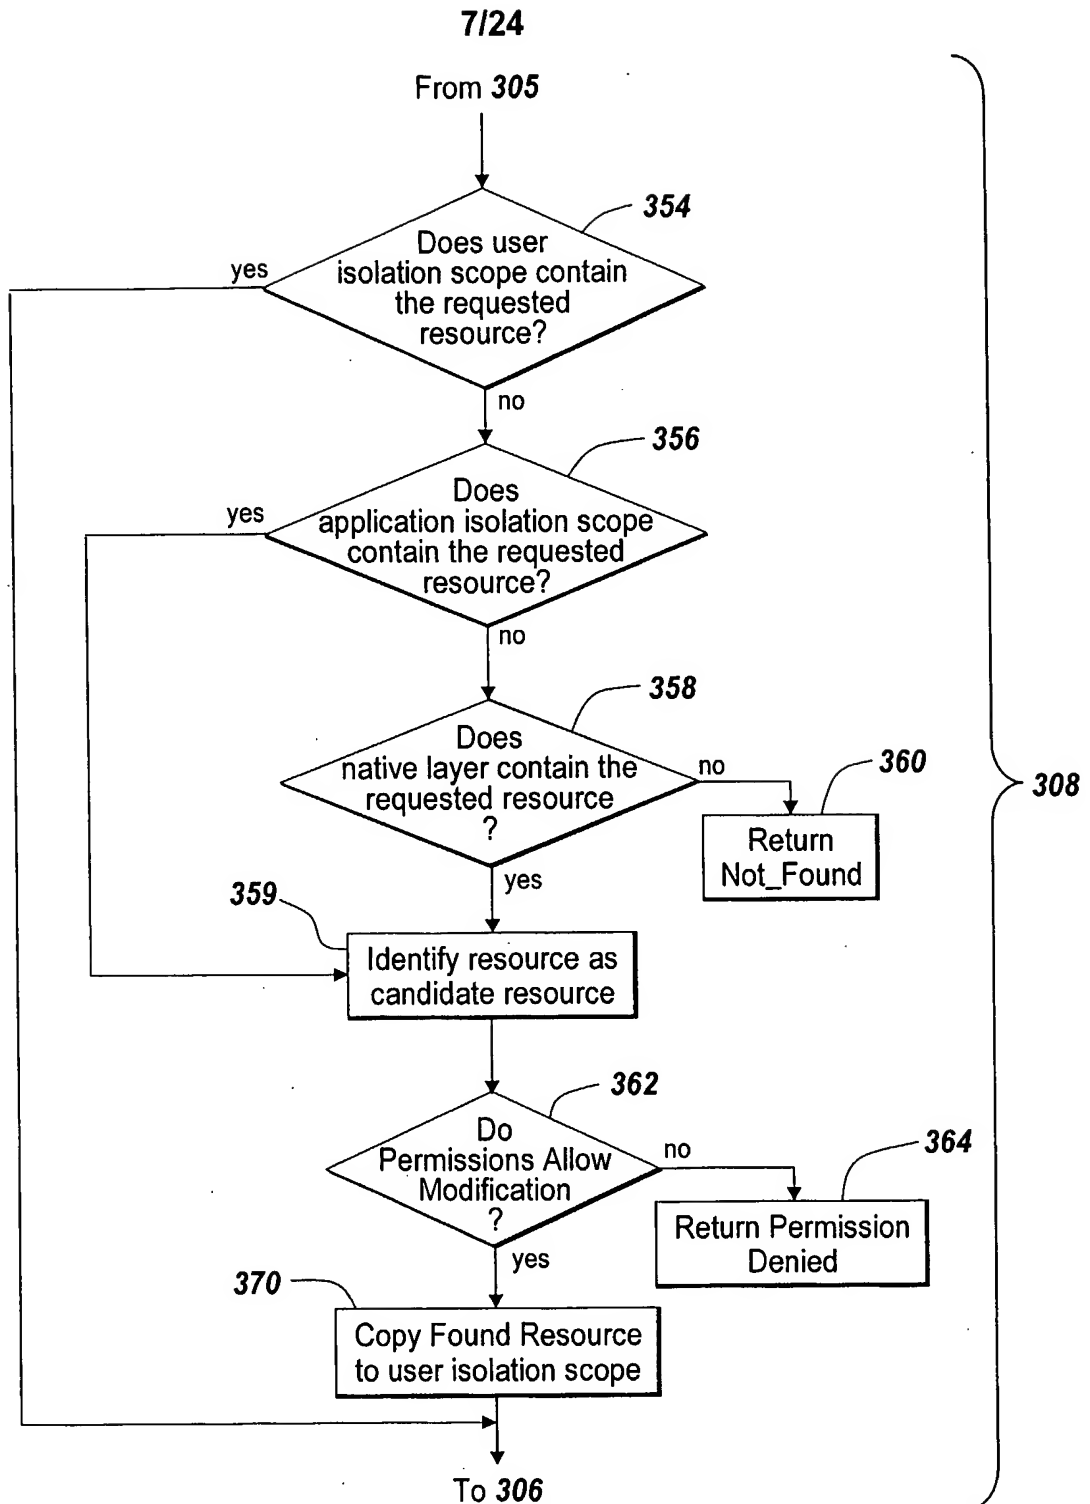 7/24
From 305
354
Does user
isolation scope contain
the requested
resource?
yes
no
356
Does
application isolation scope
contain the requested
resource?
yes
no
358
Does
native layer contain the
requested resource
?
no
360
Return
Not_Found
308
yes
359
Identify resource as
candidate resource
362
Do
Permissions Allow
Modification
?
no
364
Return Permission
Denied
yes
370
Copy Found Resource
to user isolation scope
To 306